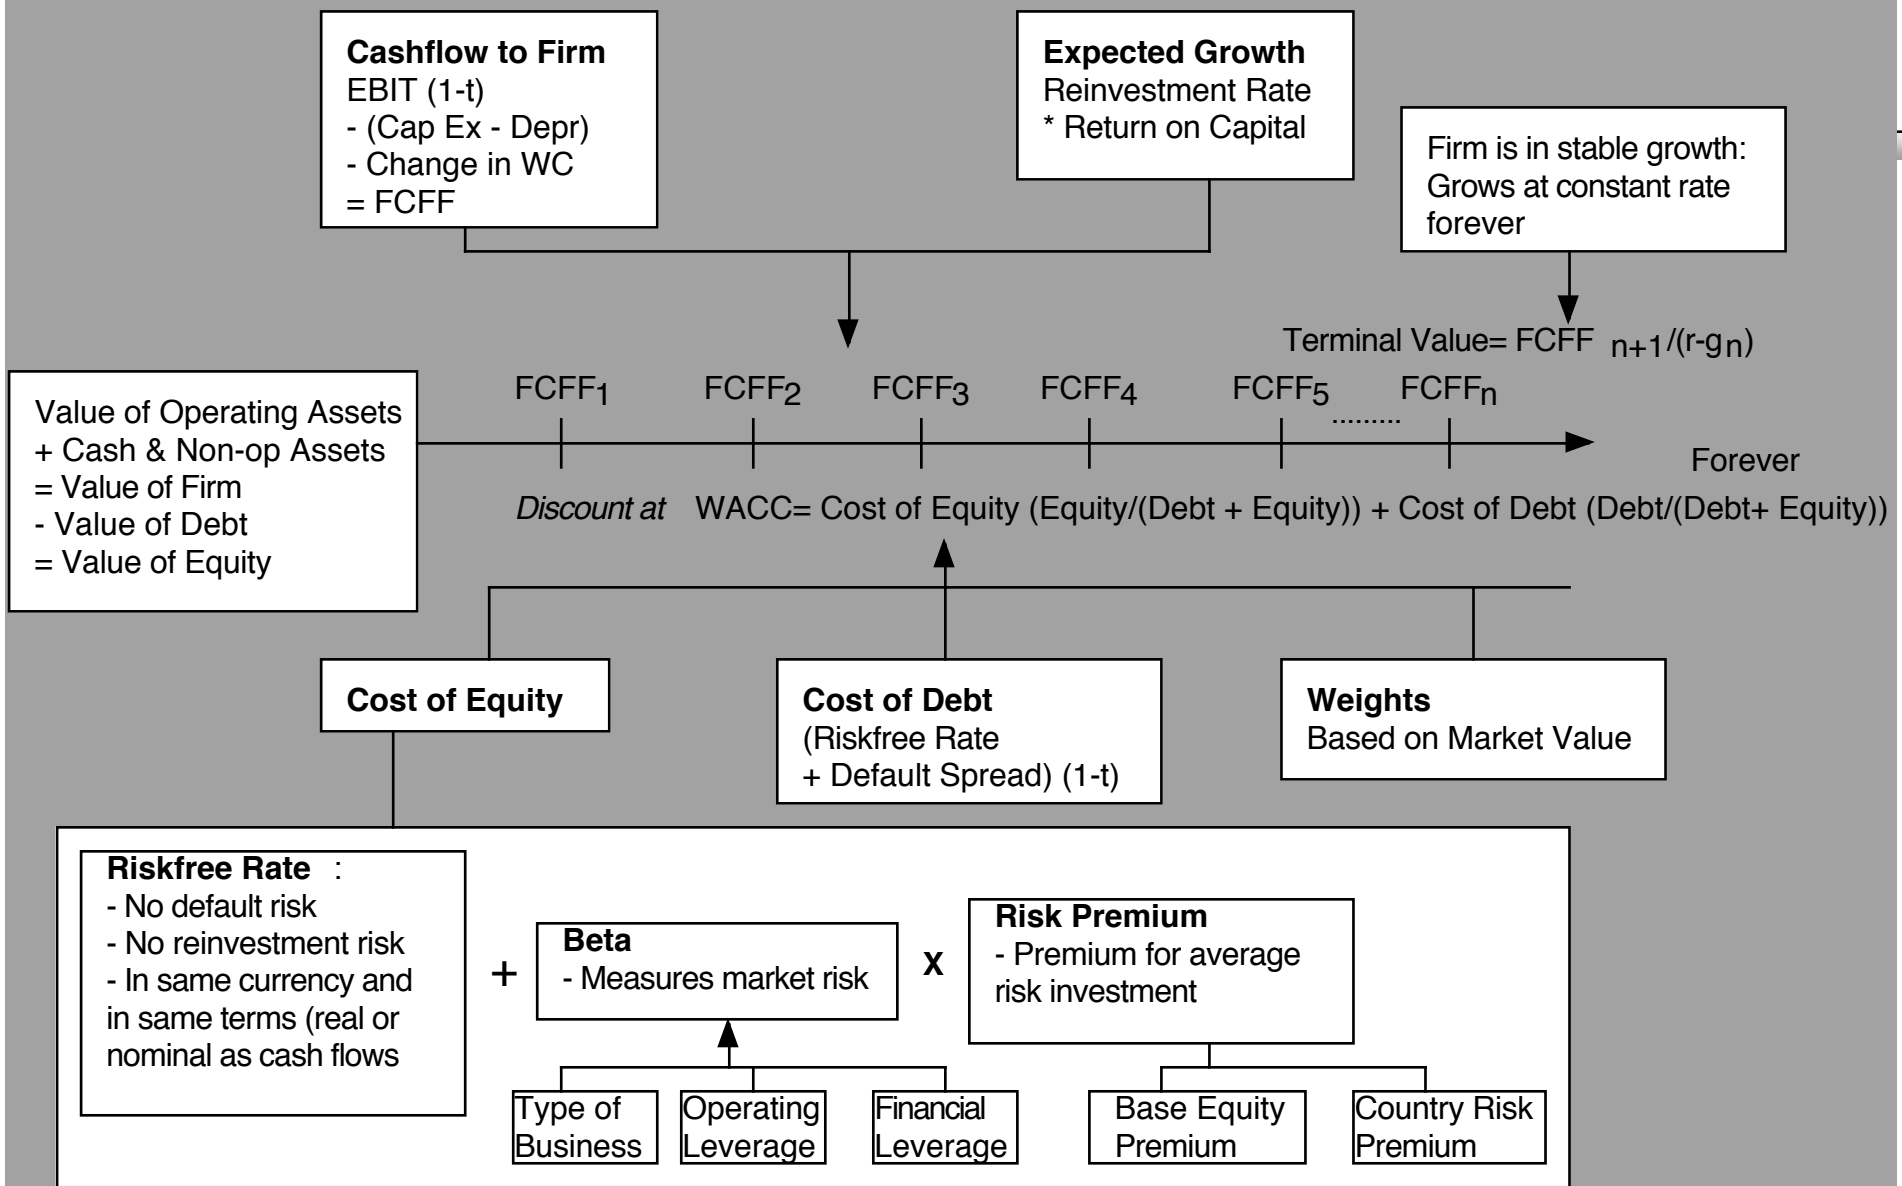 Cashflow to Firm
EBIT (1-t)
- (Cap Ex - Depr)
- Change in WC
= FCFF
Expected Growth
Reinvestment Rate
* Return on Capital
Firm is in stable growth:
Grows at constant rate
forever
Terminal Value= FCFF n+1/(r-gn)
FCFF1 FCFF2 FCFF3 FCFF4 FCFF5 ......... FCFFn
Forever
Value of Operating Assets
+ Cash & Non-op Assets
= Value of Firm
- Value of Debt
= Value of Equity
Discount at WACC= Cost of Equity (Equity/(Debt + Equity)) + Cost of Debt (Debt/(Debt+ Equity))
Cost of Equity
Cost of Debt
(Riskfree Rate
+ Default Spread) (1-t)
Weights
Based on Market Value
Riskfree Rate :
- No default risk
- No reinvestment risk
- In same currency and
in same terms (real or
nominal as cash flows
+
Beta
- Measures market risk
X
Risk Premium
- Premium for average
risk investment
Type of
Business
Operating
Leverage
Financial
Leverage
Base Equity
Premium
Country Risk
Premium